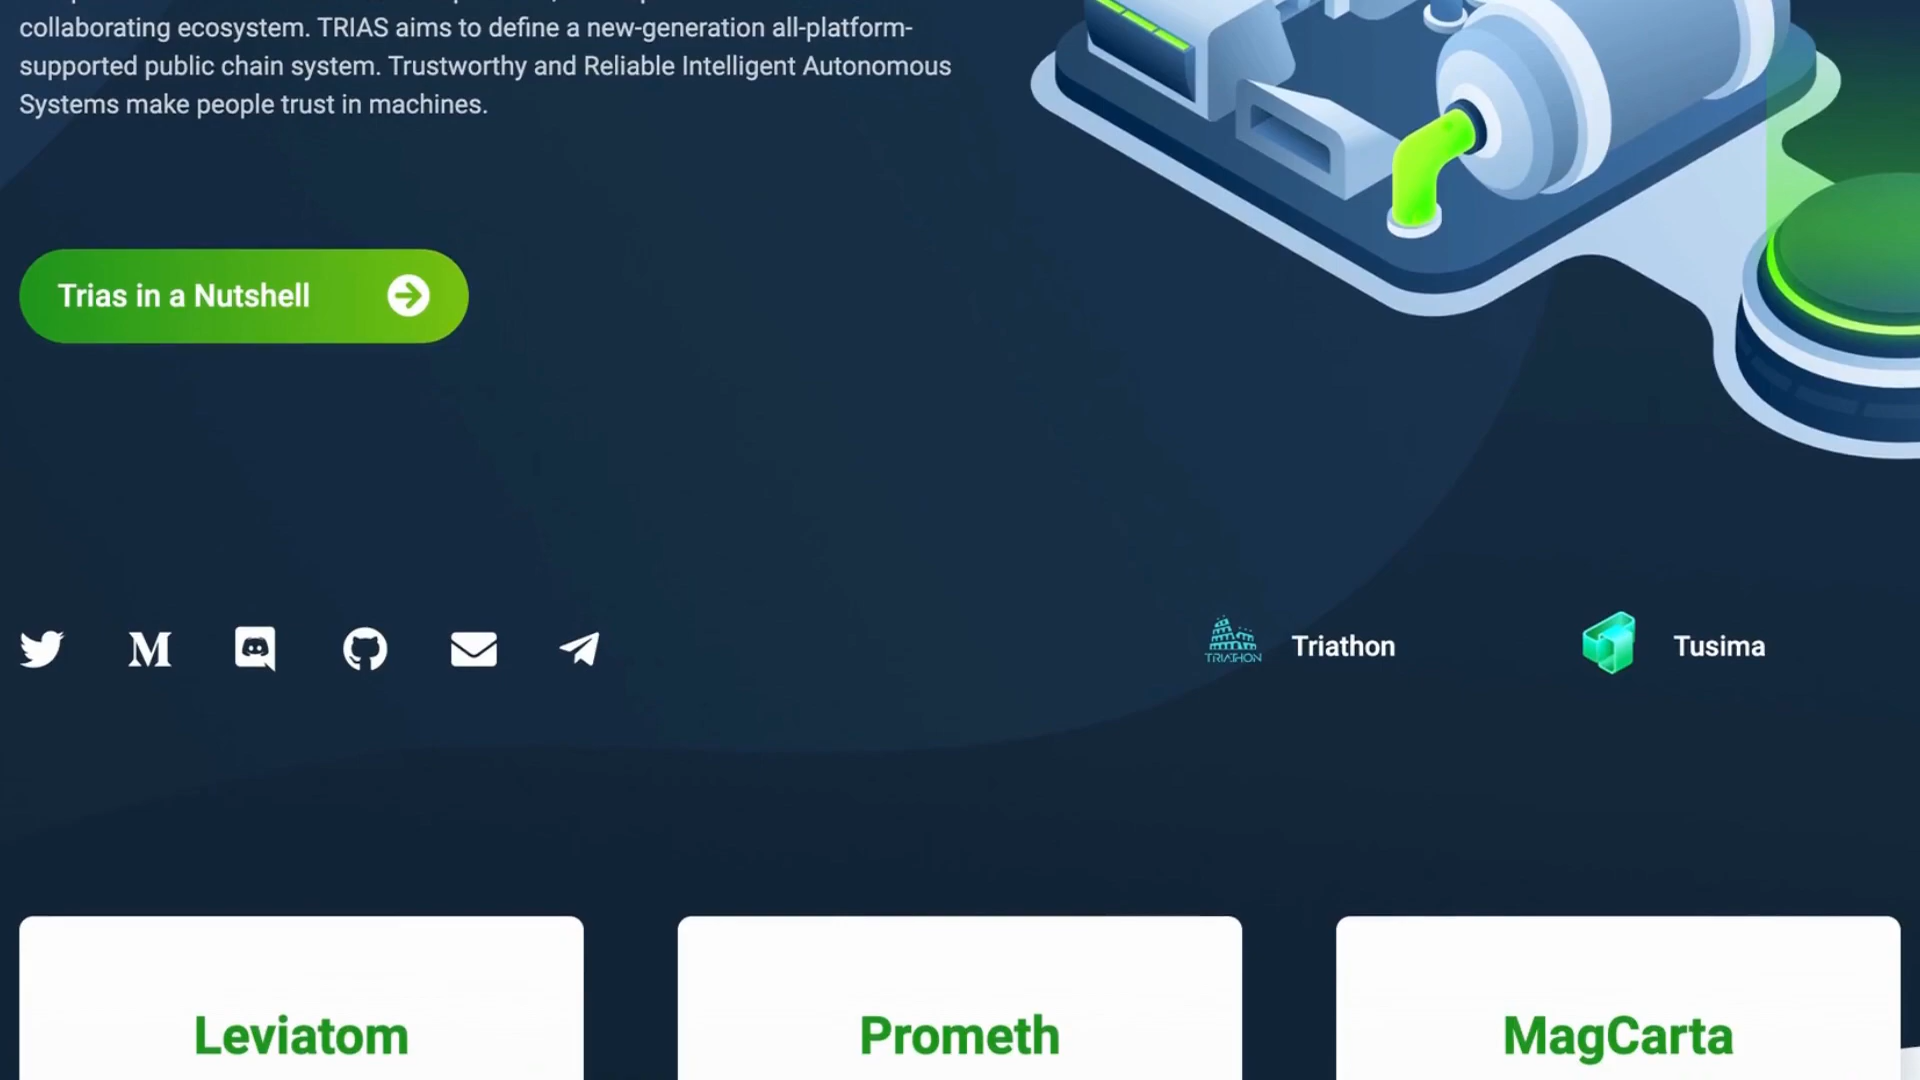 collaborating ecosystem. TRIAS aims to define a new-generation all-platform-
supported public chain system. Trustworthy and Reliable Intelligent Autonomous
Systems make people trust in machines.
Trias in a Nutshell
TRIATHON
Triathon
Tusima
Leviatom
Prometh
MagCarta